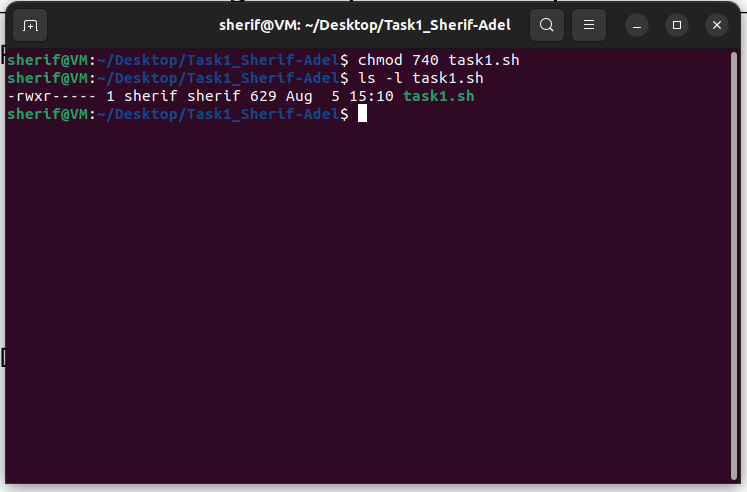 sherif@VM: ~/Desktop/Task1_Sherif-Adel
sherif@VM:~/Desktop/Task1_Sherif-Adel$ chmod 740 task1.sh
sherif@VM:~/Desktop/Task1_Sherif-Adel$ ls -l task1.sh
-rwxr----- 1 sherif sherif 629 Aug  5 15:10 task1.sh
sherif@VM:~/Desktop/Task1_Sherif-Adel$